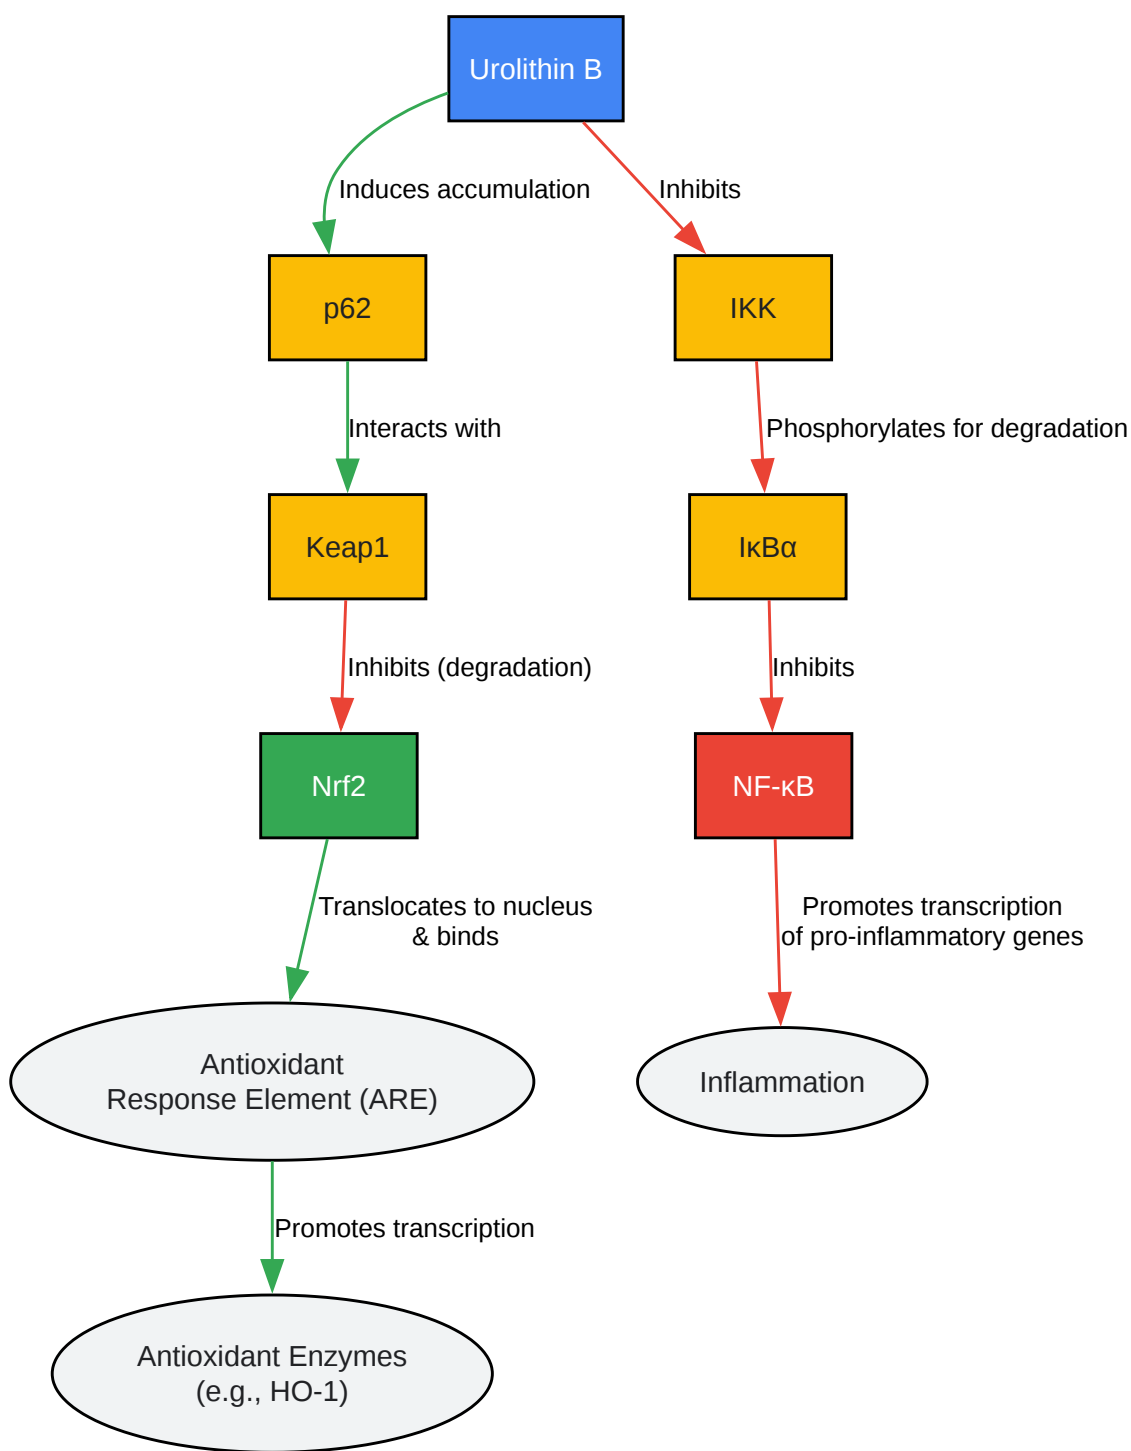 Urolithin B
Induces accumulation
Inhibits
p62
IKK
Interacts with
Phosphorylates for degradation
Keap1
IκBα
Inhibits (degradation)
Inhibits
Nrf2
NF-κB
Translocates to nucleus
& binds
Promotes transcription
of pro-inflammatory genes
Antioxidant
Response Element (ARE)
Inflammation
Promotes transcription
Antioxidant Enzymes
(e.g., HO-1)